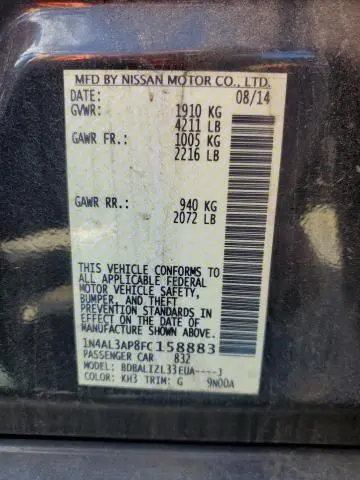 MFD BY NISSAN MOTOR CO., LTD.
DATE: 08/14
GVWR: 1910 KG
4211 LB
GAWR FR: 1005 KG
2216 LB
GAWR RR: 940 KG
2072 LB
THIS VEHICLE CONFORMS TO
ALL APPLICABLE FEDERAL
MOTOR VEHICLE SAFETY,
BUMPER, AND THEFT
PREVENTION STANDARDS IN
EFFECT ON THE DATE OF
MANUFACTURE SHOWN ABOVE.
1N4AL3AP8FC158883
PASSENGER CAR 832
MODEL: BDBALIZL33EUA----J
COLOR: KH3 TRIM: G 9N00A